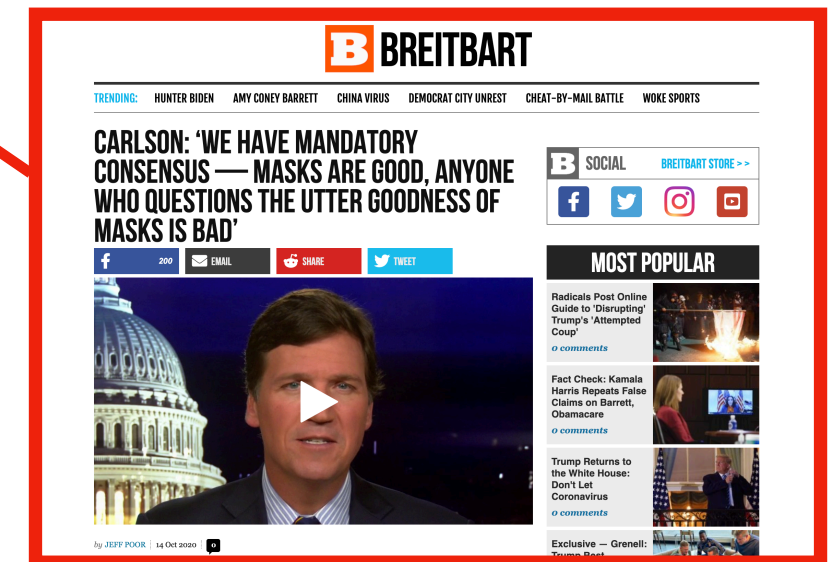 B BREITBART
TRENDING: HUNTER BIDEN AMY CONEY BARRETT CHINA VIRUS DEMOCRAT CITY UNREST CHEAT-BY-MAIL BATTLE WOKE SPORTS
CARLSON: ‘WE HAVE MANDATORY
CONSENSUS — MASKS ARE GOOD, ANYONE
WHO QUESTIONS THE UTTER GOODNESS OF
MASKS IS BAD’
f 200 EMAIL SHARE TWEET
by JEFF POOR | 14 Oct 2020 | 0
B SOCIAL BREITBART STORE > >
f
MOST POPULAR
Radicals Post Online
Guide to 'Disrupting'
Trump's 'Attempted
Coup'
0 comments
Fact Check: Kamala
Harris Repeats False
Claims on Barrett,
Obamacare
0 comments
Trump Returns to
the White House:
Don't Let
Coronavirus
0 comments
Exclusive — Grenell:
Trump Best